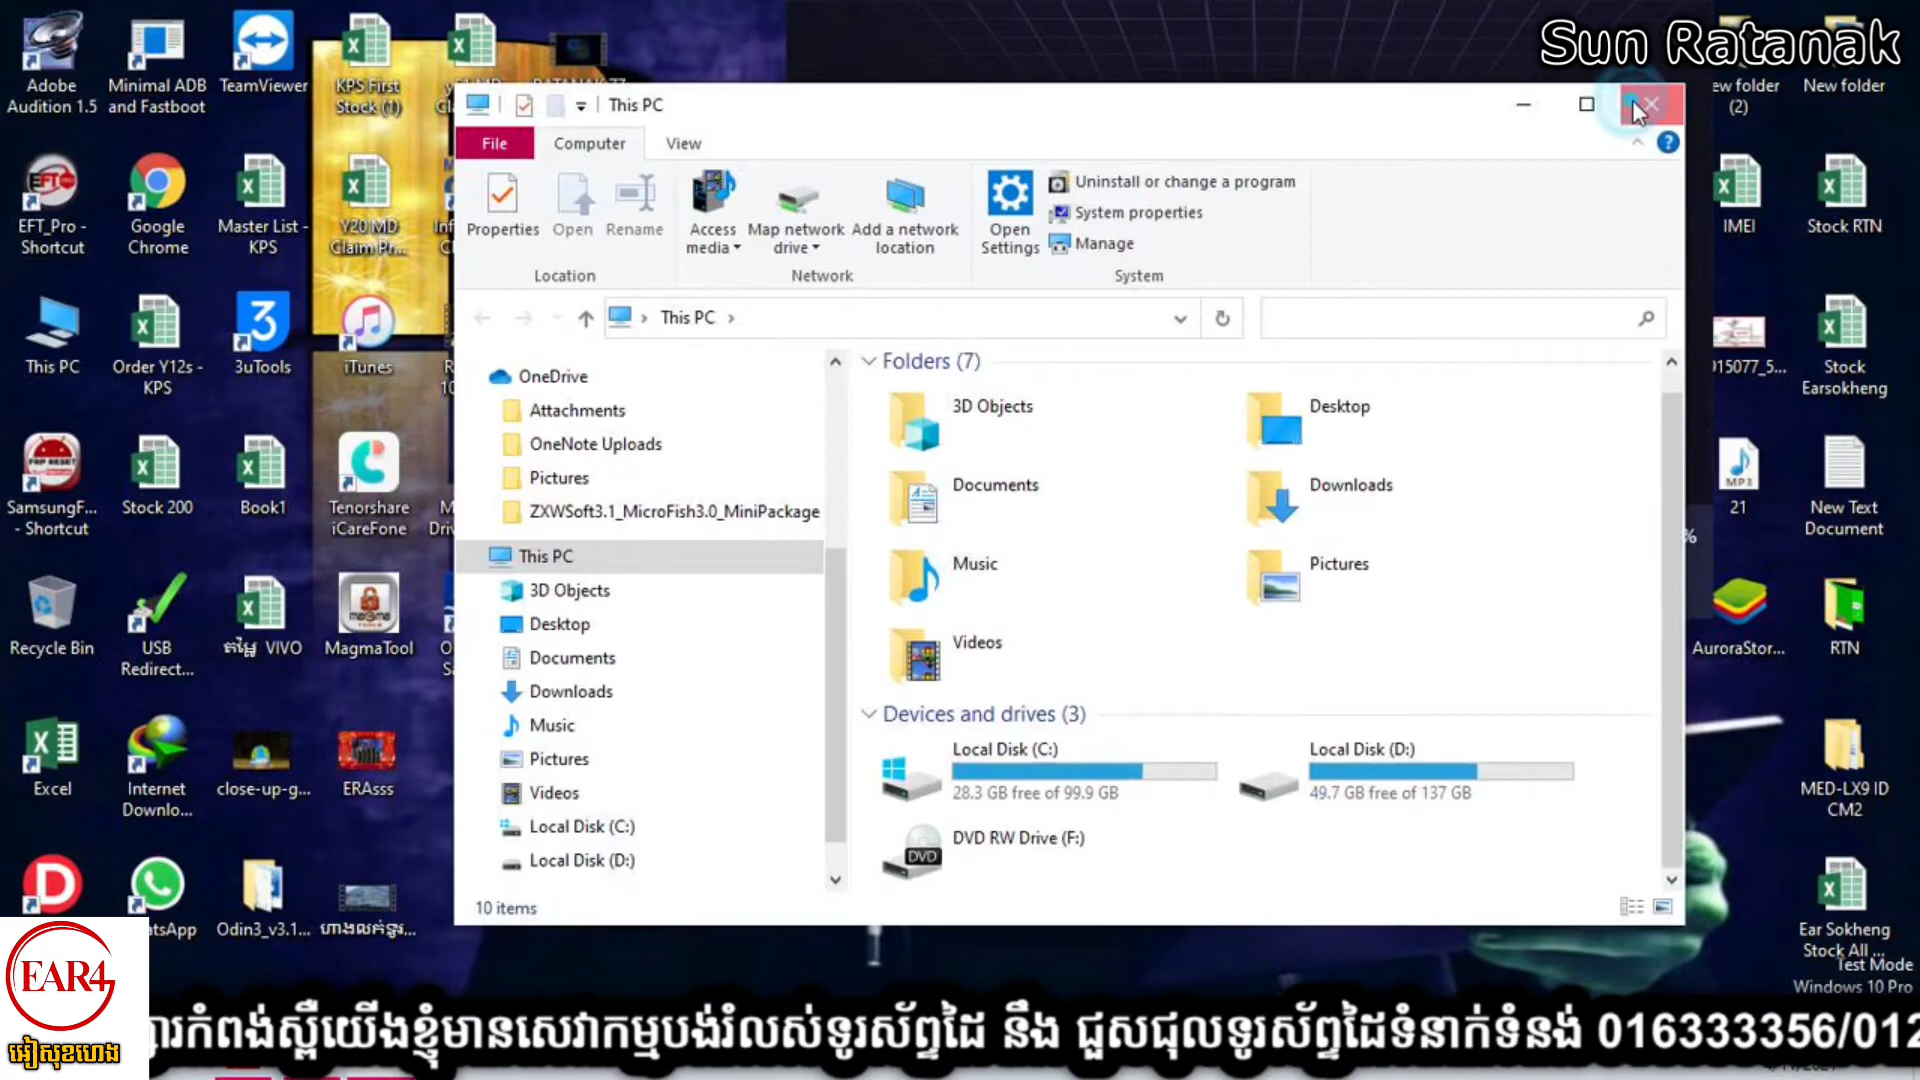 Sun Ratanak
Adobe
Audition 1.5
Minimal ADB
and Fastboot
TeamViewer
KPS First
Stock (1)
ew folder
(2)
New folder
This PC
File
Computer
View
Properties
Open
Rename
Access
media
Map network
drive
Add a network
location
Open
Settings
Uninstall or change a program
System properties
Manage
Location
Network
System
This PC
EFT_Pro -
Shortcut
Google
Chrome
Master List -
KPS
Y20 MD
Claim Pr...
IMEI
Stock RTN
This PC
Order Y12s -
KPS
3uTools
iTunes
015077_5...
Stock
Earsokheng
OneDrive
Attachments
OneNote Uploads
Pictures
ZXWSoft3.1_MicroFish3.0_MiniPackage
This PC
3D Objects
Desktop
Documents
Downloads
Music
Pictures
Videos
Local Disk (C:)
Local Disk (D:)
Folders (7)
3D Objects
Desktop
Documents
Downloads
Music
Pictures
Videos
Devices and drives (3)
Local Disk (C:)
28.3 GB free of 99.9 GB
Local Disk (D:)
49.7 GB free of 137 GB
DVD
DVD RW Drive (F:)
10 items
FRP RESET
SamsungF...
- Shortcut
Stock 200
Book1
Tenorshare
iCareFone
MP3
21
New Text
Document
%
Recycle Bin
USB
Redirect...
តម្លៃ VIVO
MagmaTool
AuroraStor...
RTN
Excel
Internet
Downlo...
close-up-g...
ERAsss
MED-LX9 ID
CM2
atsApp
Odin3_v3.1...
ហាងលក់ទូរ...
Ear Sokheng
Stock All ...
Test Mode
Windows 10 Pro
EAR4
អៀសុខហេង
ារកំពង់ស្ពឺយើងខ្ញុំមានសេវាកម្មបង់រំលស់ទូរស័ព្ទដៃ នឹង ជួសជុលទូរស័ព្ទដៃទំនាក់ទំនង់ 016333356/012